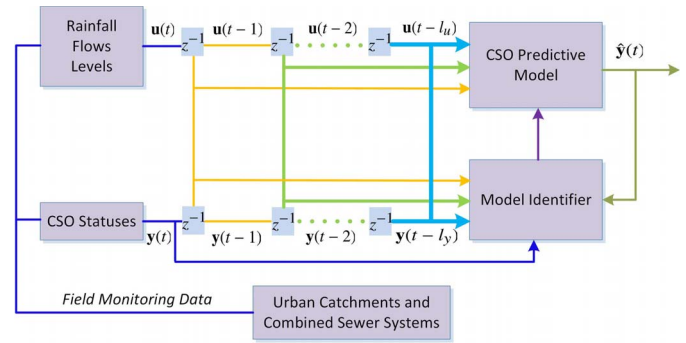 Rainfall
Flows
Levels
u(t)
z⁻¹
u(t − 1)
z⁻¹
u(t − 2)
z⁻¹
u(t − lᵤ)
CSO Predictive
Model
ŷ(t)
CSO Statuses
y(t)
z⁻¹
y(t − 1)
z⁻¹
y(t − 2)
z⁻¹
y(t − l_y)
Model Identifier
Field Monitoring Data
Urban Catchments and
Combined Sewer Systems